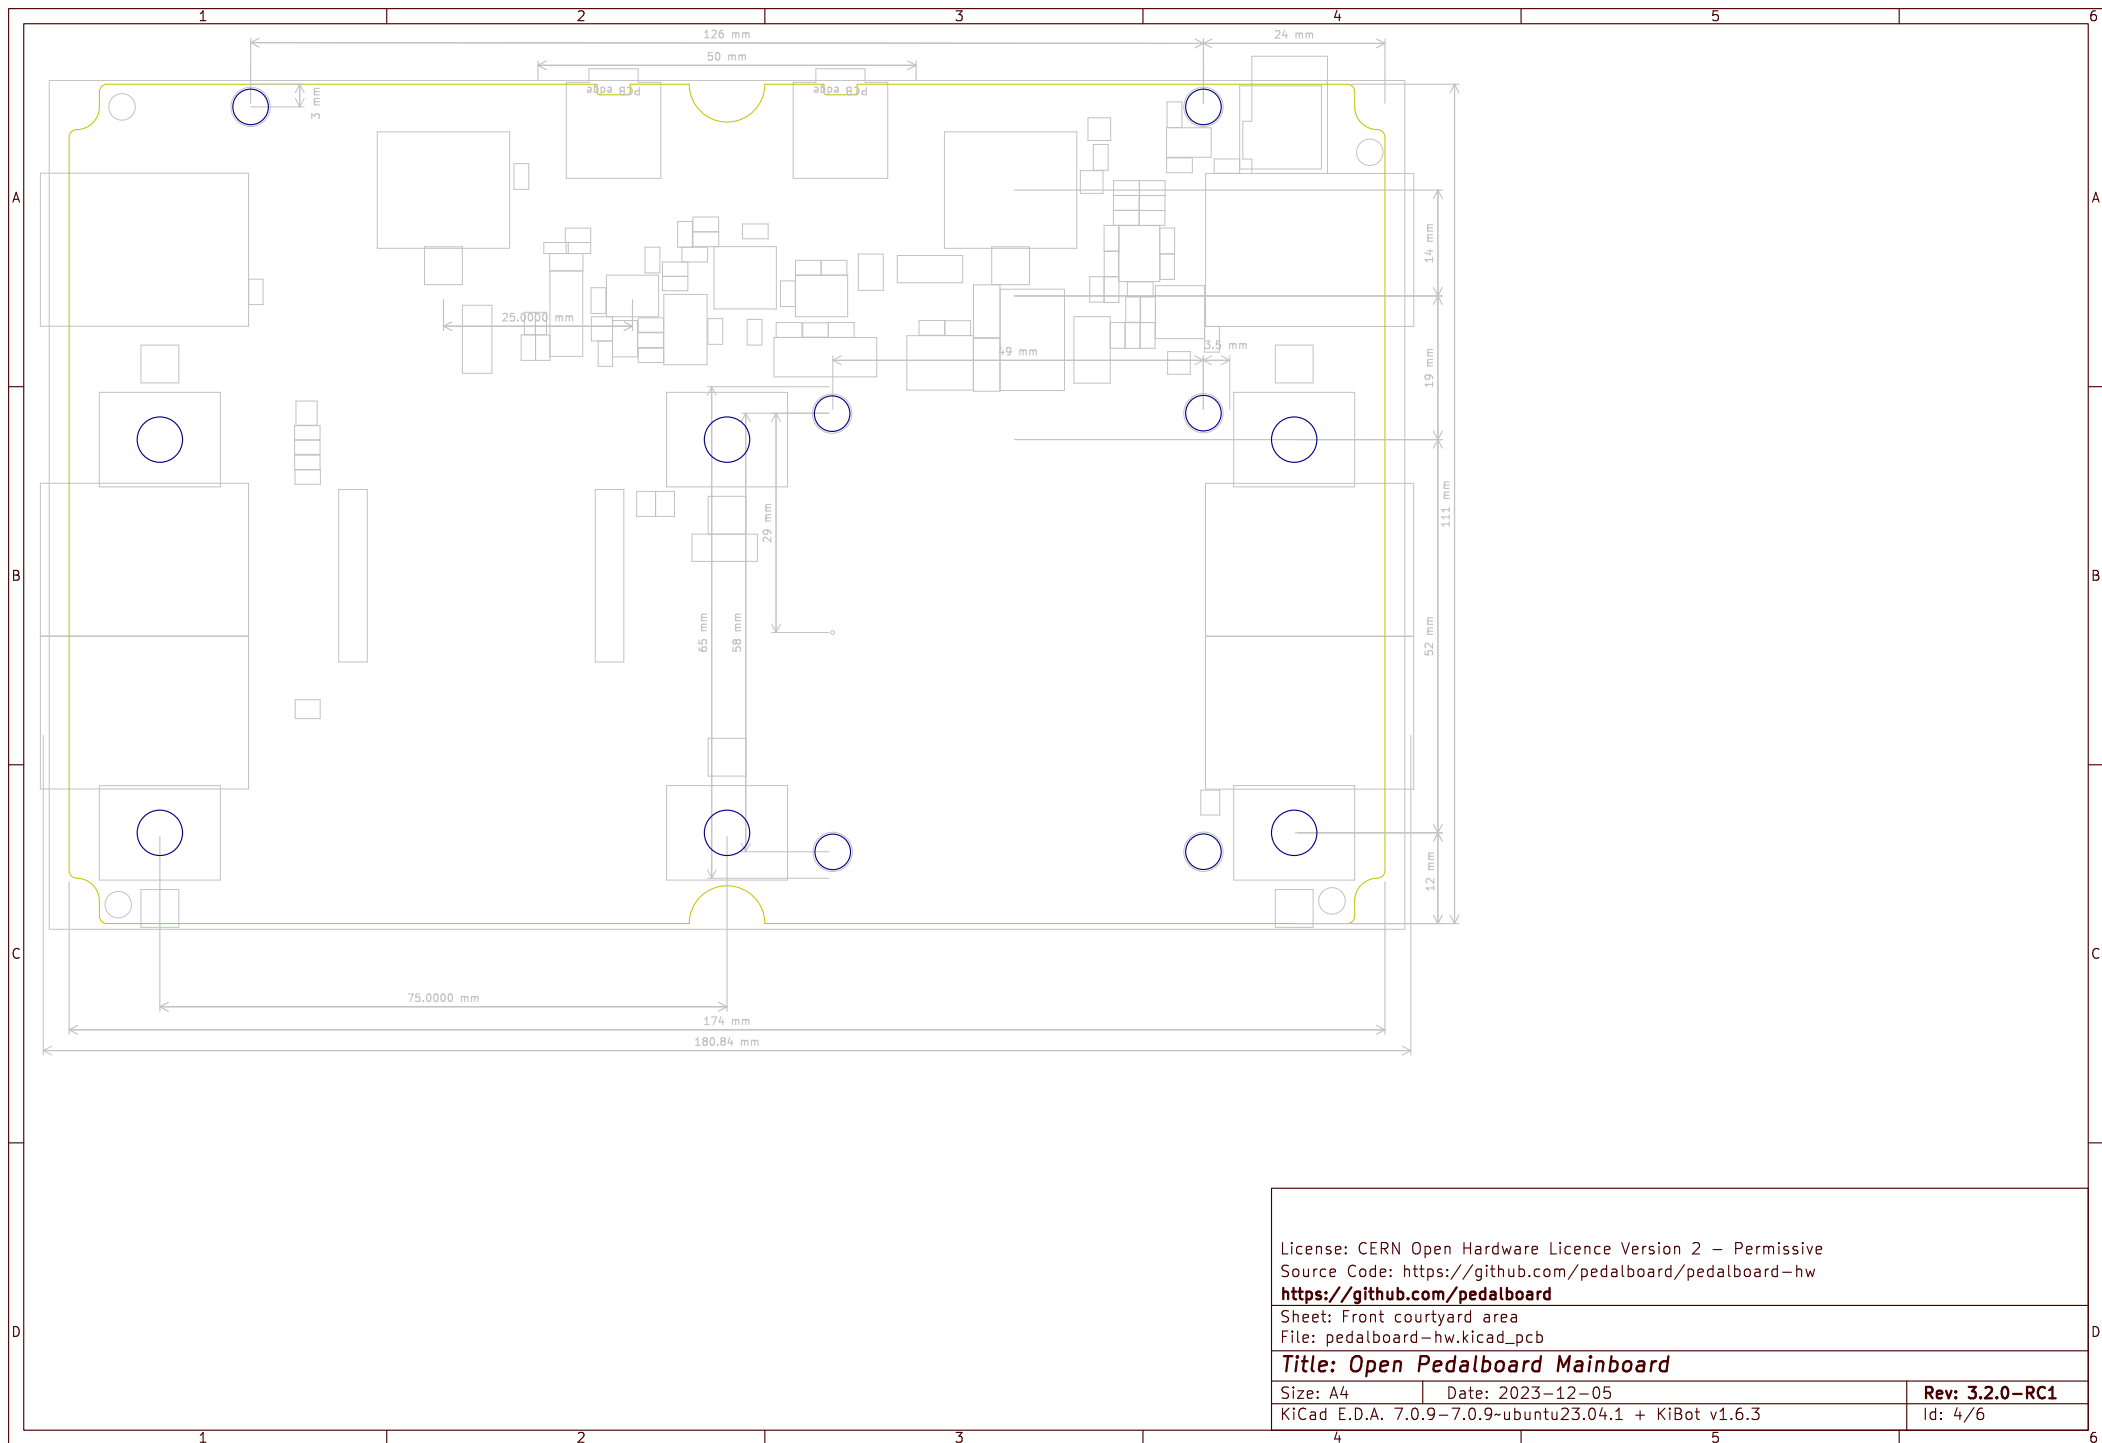 1 2 3 4 5 6
126 mm
24 mm
50 mm
3 mm
PCB edge
PCB edge
A
A
14 mm
25.0000 mm
49 mm
3.5 mm
19 mm
111 mm
29 mm
B
B
65 mm
58 mm
52 mm
12 mm
C
C
75.0000 mm
174 mm
180.84 mm
License: CERN Open Hardware Licence Version 2 - Permissive
Source Code: https://github.com/pedalboard/pedalboard-hw
https://github.com/pedalboard
Sheet: Front courtyard area
File: pedalboard-hw.kicad_pcb
D
D
Title: Open Pedalboard Mainboard
Size: A4
Date: 2023-12-05
Rev: 3.2.0-RC1
KiCad E.D.A. 7.0.9-7.0.9~ubuntu23.04.1 + KiBot v1.6.3
Id: 4/6
1 2 3 4 5 6